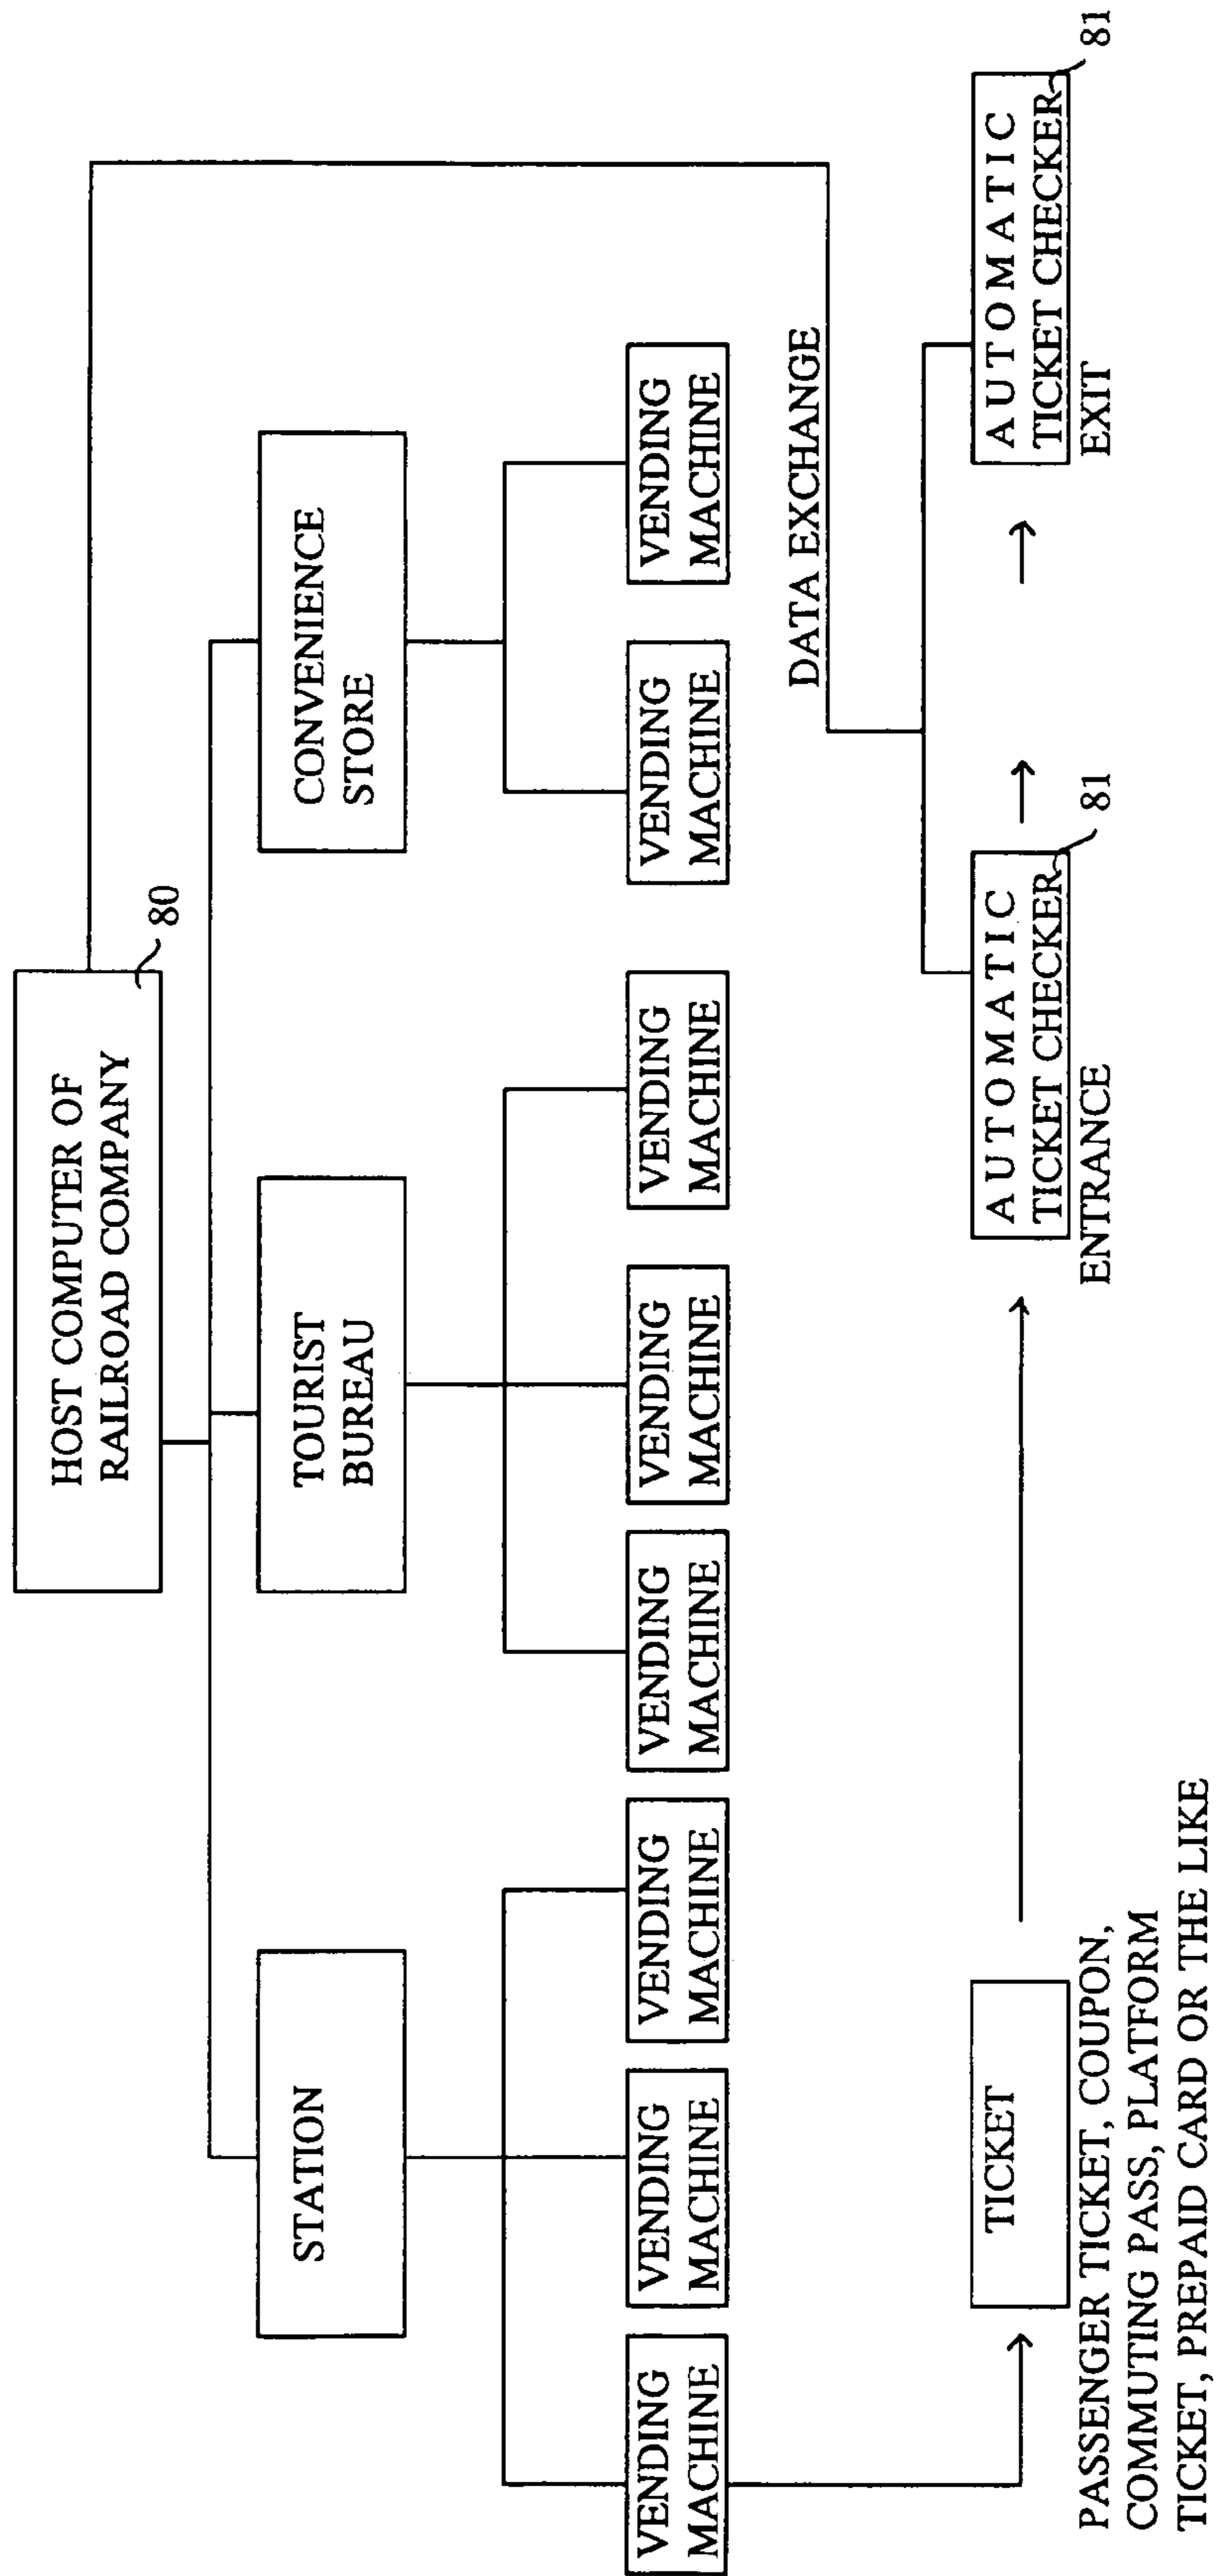 HOST COMPUTER OF
RAILROAD COMPANY
80
STATION
TOURIST
BUREAU
CONVENIENCE
STORE
VENDING
MACHINE
VENDING
MACHINE
VENDING
MACHINE
VENDING
MACHINE
VENDING
MACHINE
VENDING
MACHINE
VENDING
MACHINE
VENDING
MACHINE
DATA EXCHANGE
TICKET
PASSENGER TICKET, COUPON,
COMMUTING PASS, PLATFORM
TICKET, PREPAID CARD OR THE LIKE
AUTOMATIC
TICKET CHECKER
81
ENTRANCE
AUTOMATIC
TICKET CHECKER
81
EXIT